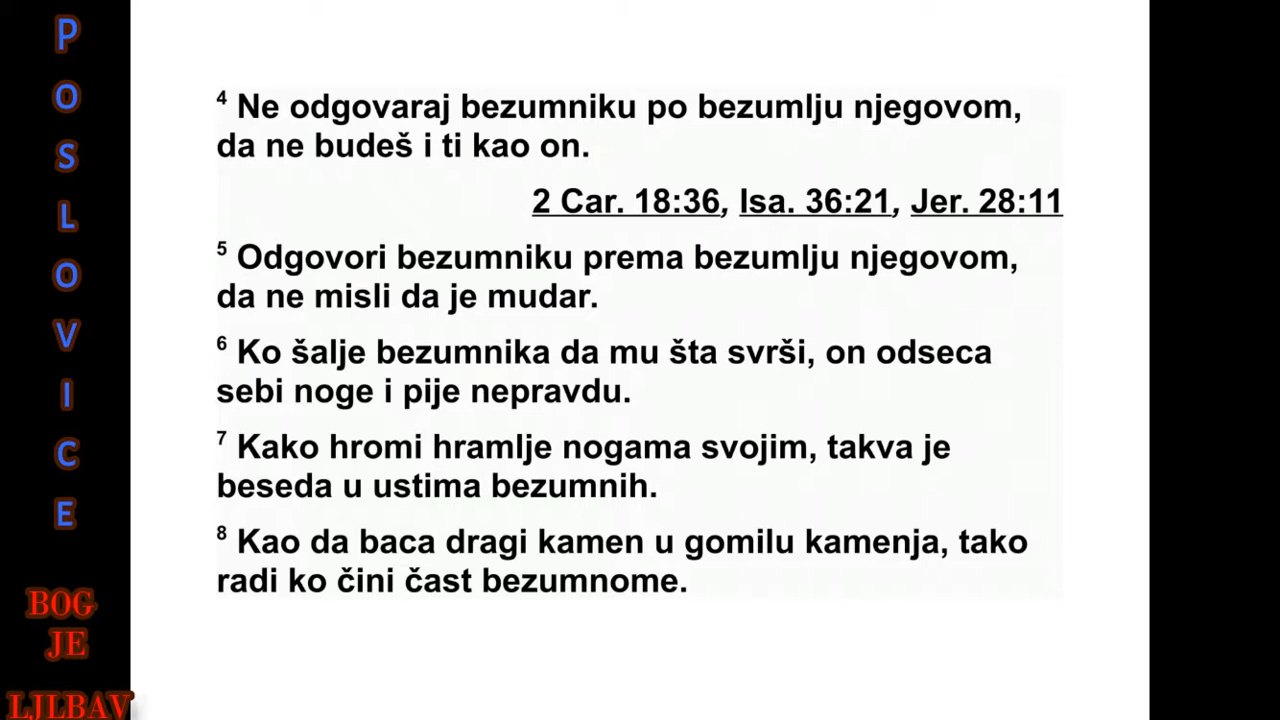 P
O
S
L
O
V
I
C
E
BOG
JE
LJLBAV
4 Ne odgovaraj bezumniku po bezumlju njegovom,
da ne budeš i ti kao on.
2 Car. 18:36, Isa. 36:21, Jer. 28:11
5 Odgovori bezumniku prema bezumlju njegovom,
da ne misli da je mudar.
6 Ko šalje bezumnika da mu šta svrši, on odseca
sebi noge i pije nepravdu.
7 Kako hromi hramlje nogama svojim, takva je
beseda u ustima bezumnih.
8 Kao da baca dragi kamen u gomilu kamenja, tako
radi ko čini čast bezumnome.